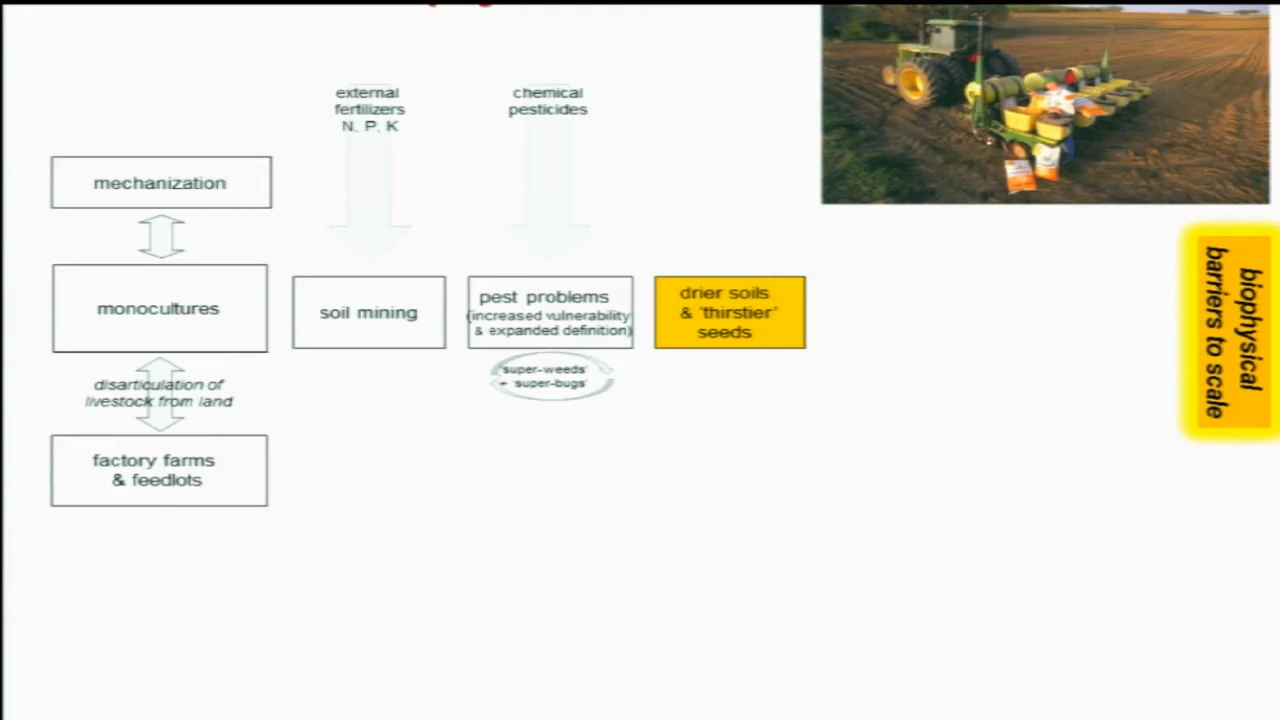 external
fertilizers
N, P, K
chemical
pesticides
mechanization
monocultures
soil mining
pest problems
(increased vulnerability
& expanded definition)
drier soils
& 'thirstier'
seeds
'super-weeds'
+ 'super-bugs'
disarticulation of
livestock from land
factory farms
& feedlots
biophysical
barriers to scale